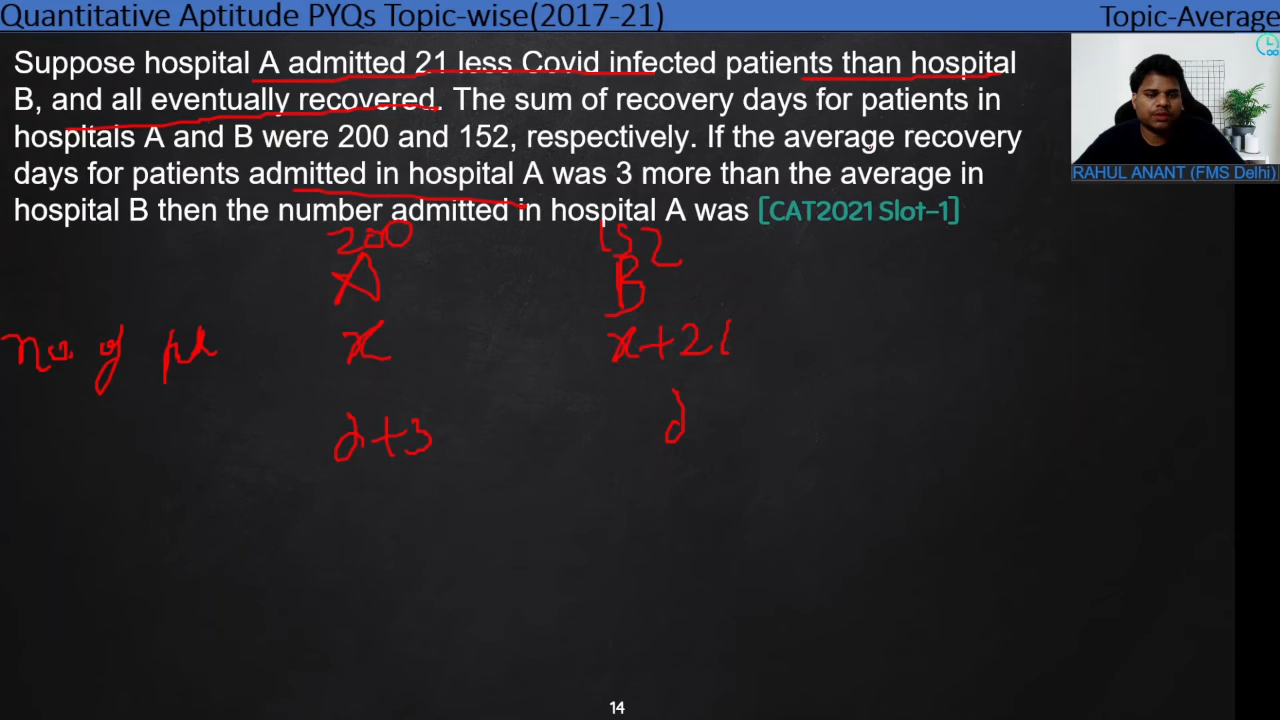 Quantitative Aptitude PYQs Topic-wise(2017-21)
Topic-Average
Suppose hospital A admitted 21 less Covid infected patients than hospital
B, and all eventually recovered. The sum of recovery days for patients in
hospitals A and B were 200 and 152, respectively. If the average recovery
days for patients admitted in hospital A was 3 more than the average in
hospital B then the number admitted in hospital A was [CAT2021 Slot-1]
RAHUL ANANT (FMS Delhi)
200 152
A B
no. of x x+21
d+3 d
14